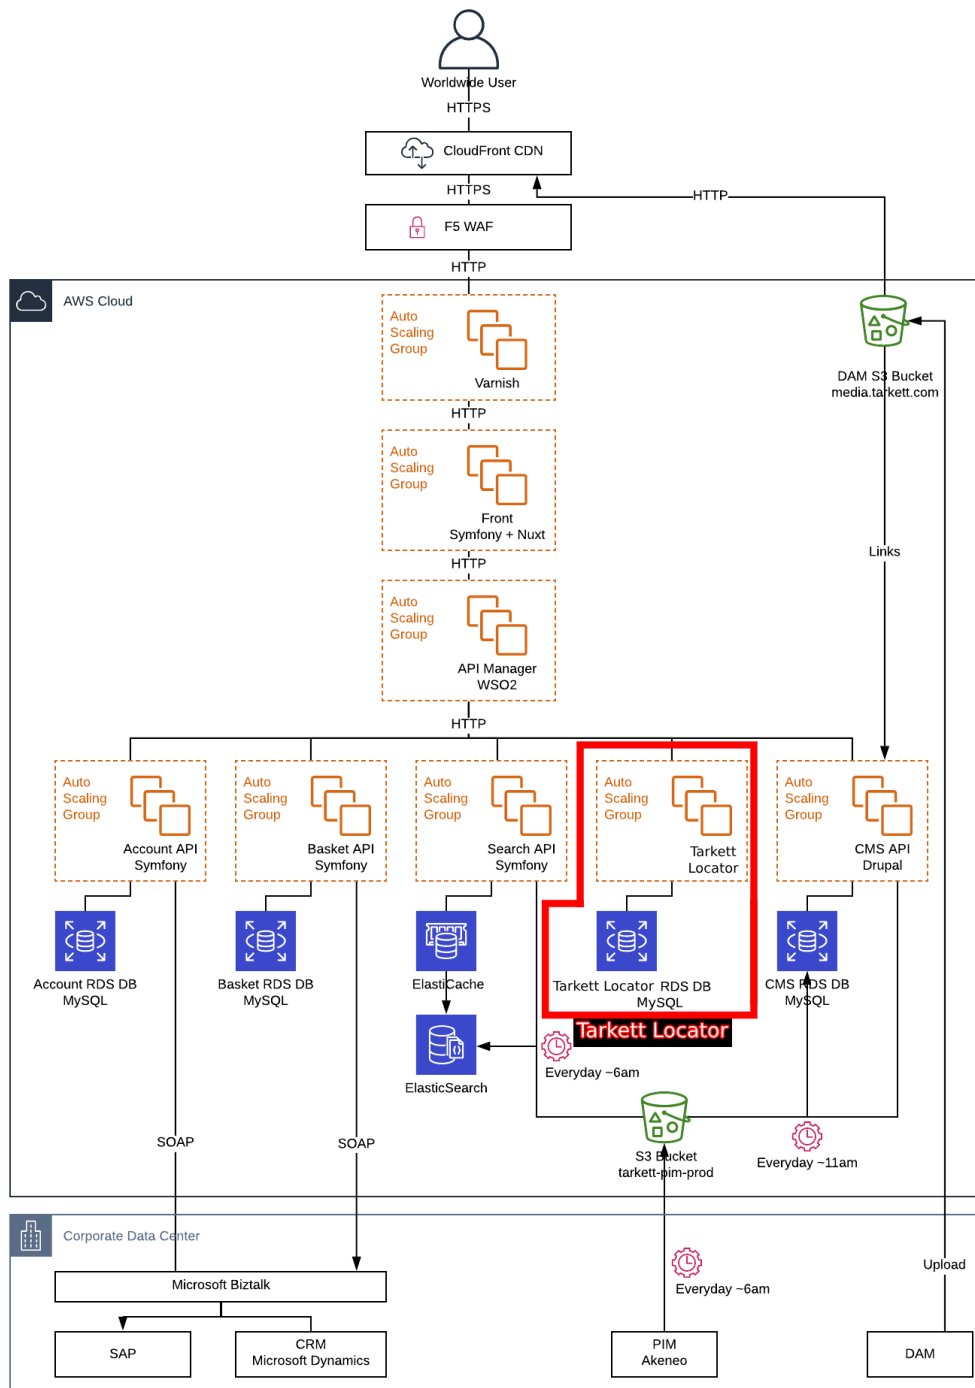 Worldwide User
HTTPS
CloudFront CDN
HTTPS
HTTP
F5 WAF
HTTP
AWS Cloud
Auto
Scaling
Group
Varnish
DAM S3 Bucket
media.tarkett.com
HTTP
Auto
Scaling
Group
Front
Symfony + Nuxt
Links
HTTP
Auto
Scaling
Group
API Manager
WSO2
HTTP
Auto
Scaling
Group
Account API
Symfony
Auto
Scaling
Group
Basket API
Symfony
Auto
Scaling
Group
Search API
Symfony
Auto
Scaling
Group
Tarkett
Locator
Auto
Scaling
Group
CMS API
Drupal
Account RDS DB
MySQL
Basket RDS DB
MySQL
ElastiCache
Tarkett Locator RDS DB
MySQL
CMS RDS DB
MySQL
Tarkett Locator
Everyday ~6am
ElasticSearch
SOAP
SOAP
S3 Bucket
tarkett-pim-prod
Everyday ~11am
Corporate Data Center
Microsoft Biztalk
Everyday ~6am
Upload
SAP
CRM
Microsoft Dynamics
PIM
Akeneo
DAM